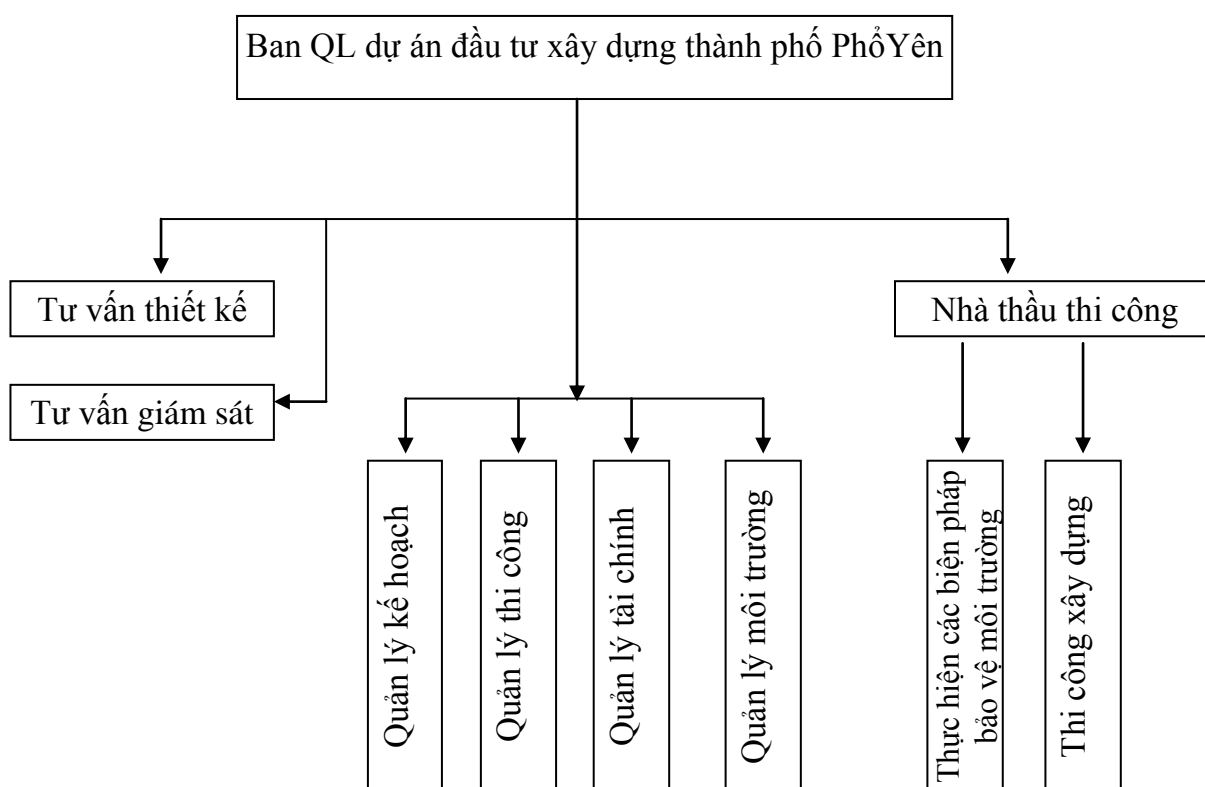 Ban QL dự án đầu tư xây dựng thành phố PhổYên
Tư vấn thiết kế
Nhà thầu thi công
Tư vấn giám sát
Quản lý kế hoạch
Quản lý thi công
Quản lý tài chính
Quản lý môi trường
Thực hiện các biện pháp
bảo vệ môi trường
Thi công xây dựng